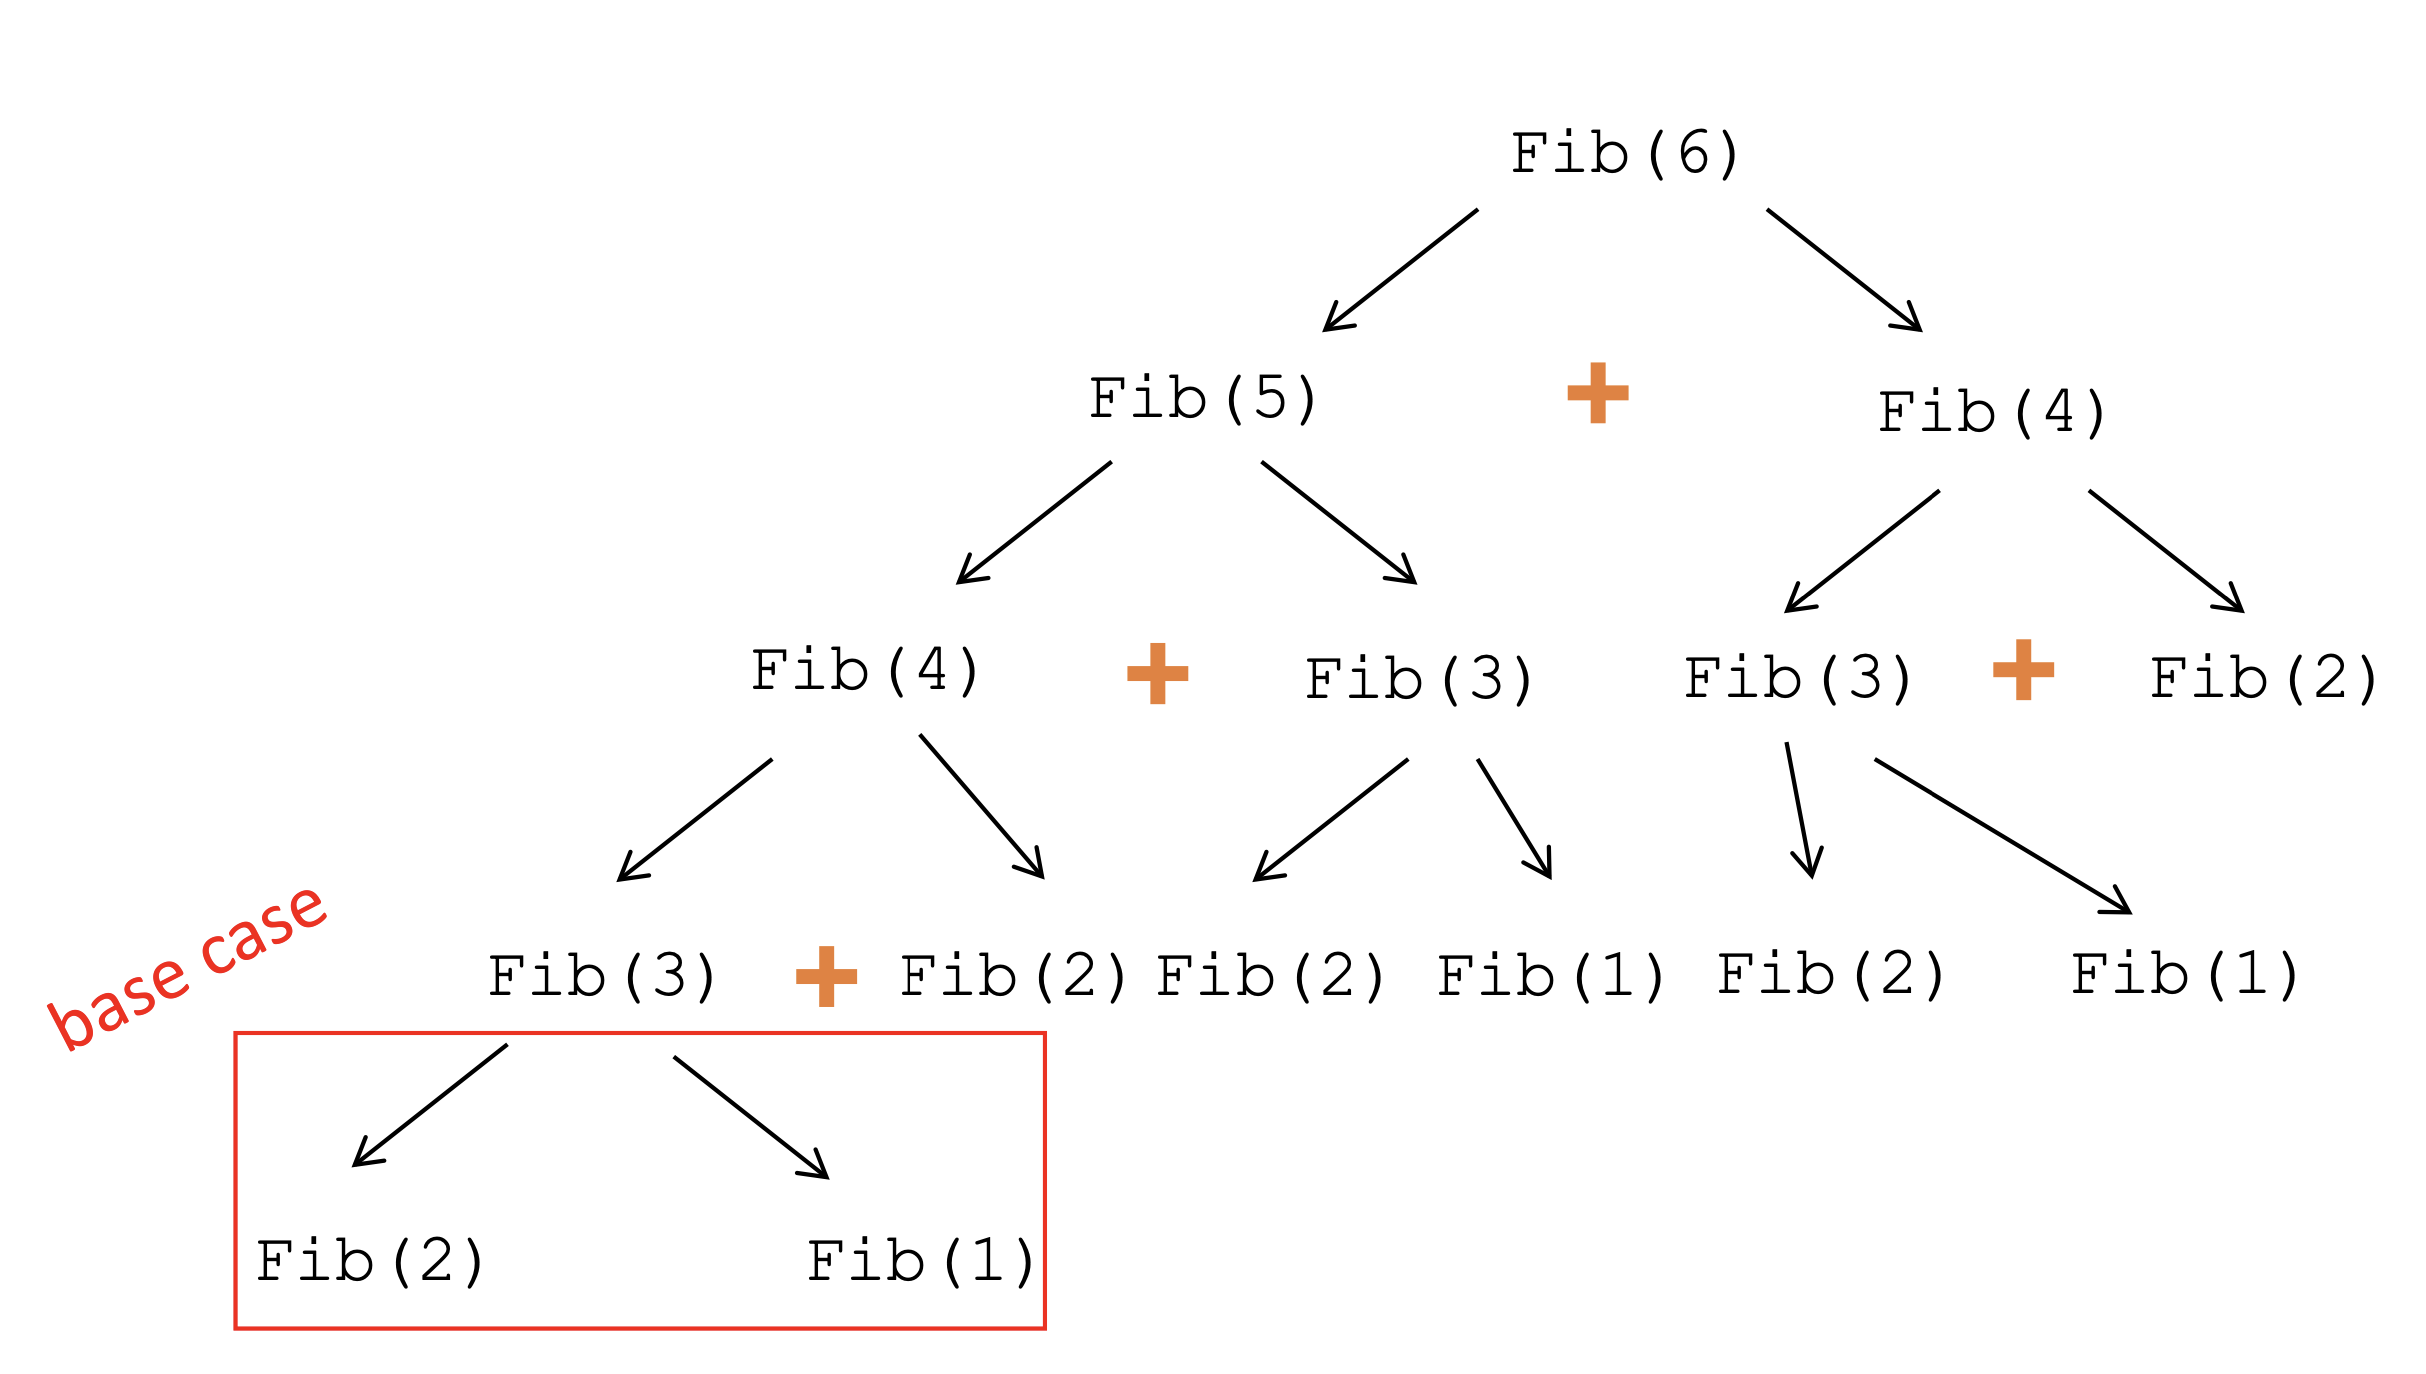 Fib(6)
Fib(5) + Fib(4)
Fib(4) + Fib(3) Fib(3) + Fib(2)
base case
Fib(3) + Fib(2) Fib(2) Fib(1) Fib(2) Fib(1)
Fib(2) Fib(1)